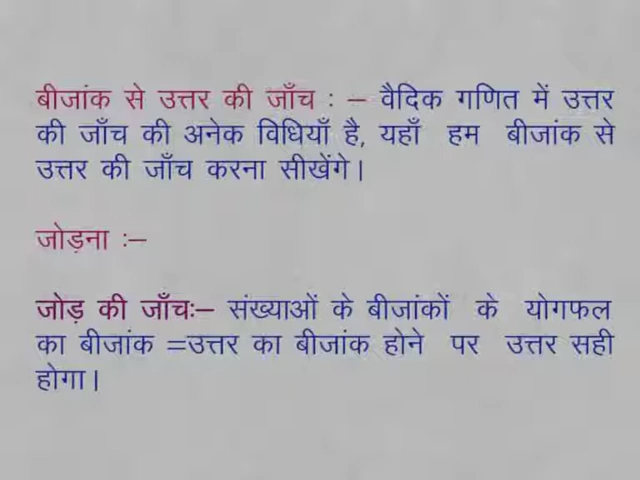 बीजांक से उत्तर की जाँच : – वैदिक गणित में उत्तर
की जाँच की अनेक विधियाँ है, यहाँ हम बीजांक से
उत्तर की जाँच करना सीखेंगे।
जोड़ना :–
जोड़ की जाँचः– संख्याओं के बीजांकों के योगफल
का बीजांक =उत्तर का बीजांक होने पर उत्तर सही
होगा।